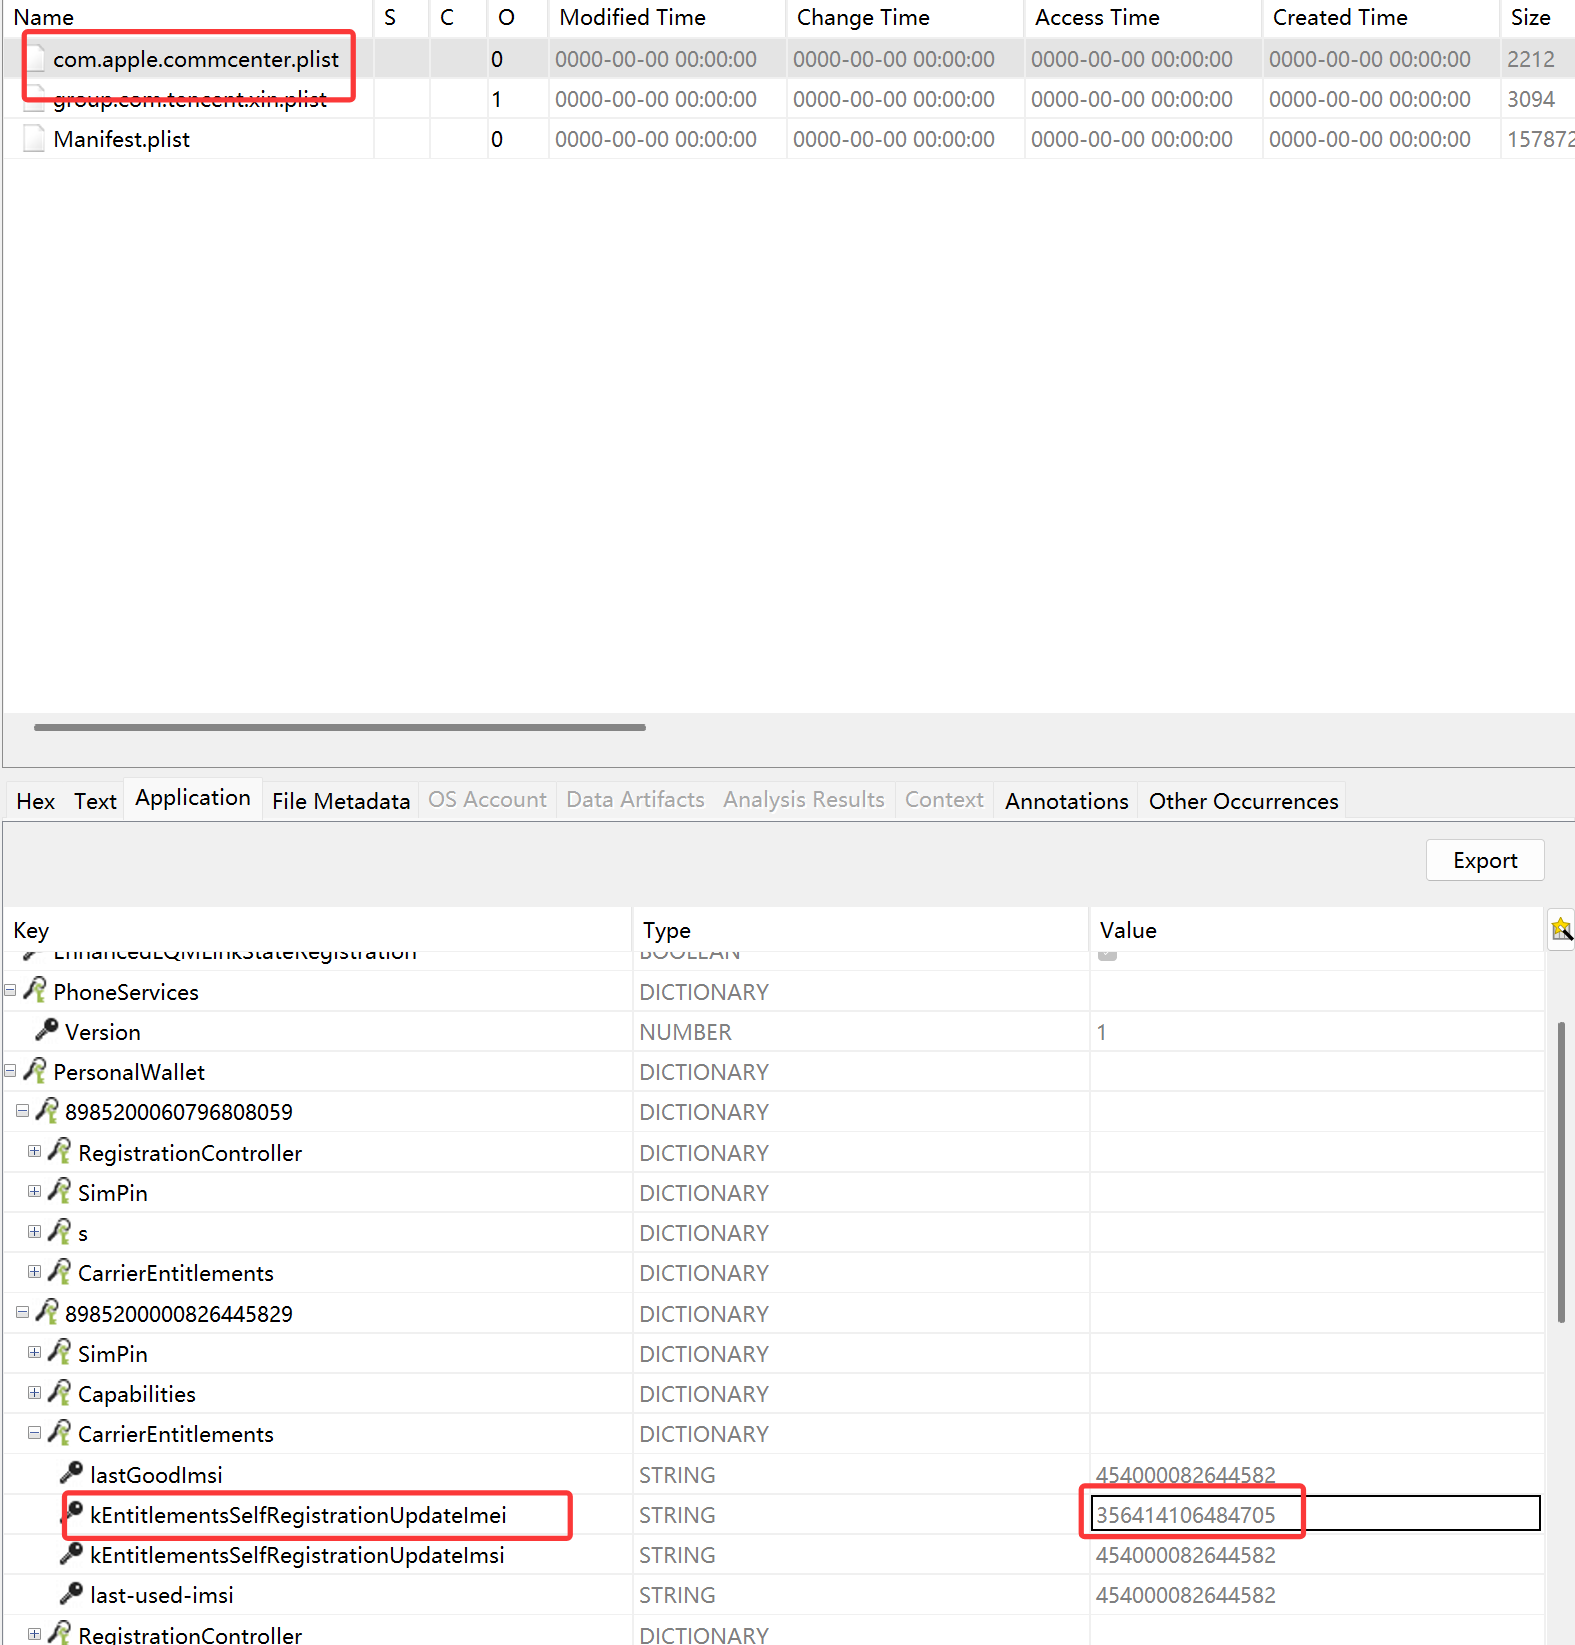 Name S C O Modified Time Change Time Access Time Created Time Size
com.apple.commcenter.plist 0 0000-00-00 00:00:00 0000-00-00 00:00:00 0000-00-00 00:00:00 0000-00-00 00:00:00 2212
group.com.tencent.xin.plist 1 0000-00-00 00:00:00 0000-00-00 00:00:00 0000-00-00 00:00:00 0000-00-00 00:00:00 3094
Manifest.plist 0 0000-00-00 00:00:00 0000-00-00 00:00:00 0000-00-00 00:00:00 0000-00-00 00:00:00 157872
Hex Text Application File Metadata OS Account Data Artifacts Analysis Results Context Annotations Other Occurrences
Export
Key Type Value
EnhancedLQMLinkStateRegistration BOOLEAN
PhoneServices DICTIONARY
Version NUMBER 1
PersonalWallet DICTIONARY
8985200060796808059 DICTIONARY
RegistrationController DICTIONARY
SimPin DICTIONARY
s DICTIONARY
CarrierEntitlements DICTIONARY
8985200000826445829 DICTIONARY
SimPin DICTIONARY
Capabilities DICTIONARY
CarrierEntitlements DICTIONARY
lastGoodImsi STRING 454000082644582
kEntitlementsSelfRegistrationUpdateImei STRING 356414106484705
kEntitlementsSelfRegistrationUpdateImsi STRING 454000082644582
last-used-imsi STRING 454000082644582
RegistrationController DICTIONARY